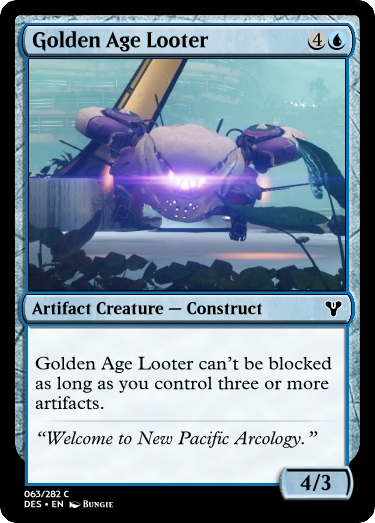 Golden Age Looter 4
Artifact Creature — Construct
Golden Age Looter can't be blocked
as long as you control three or more
artifacts.
“Welcome to New Pacific Arcology.”
4/3
063/282 C
DES • EN Bungie